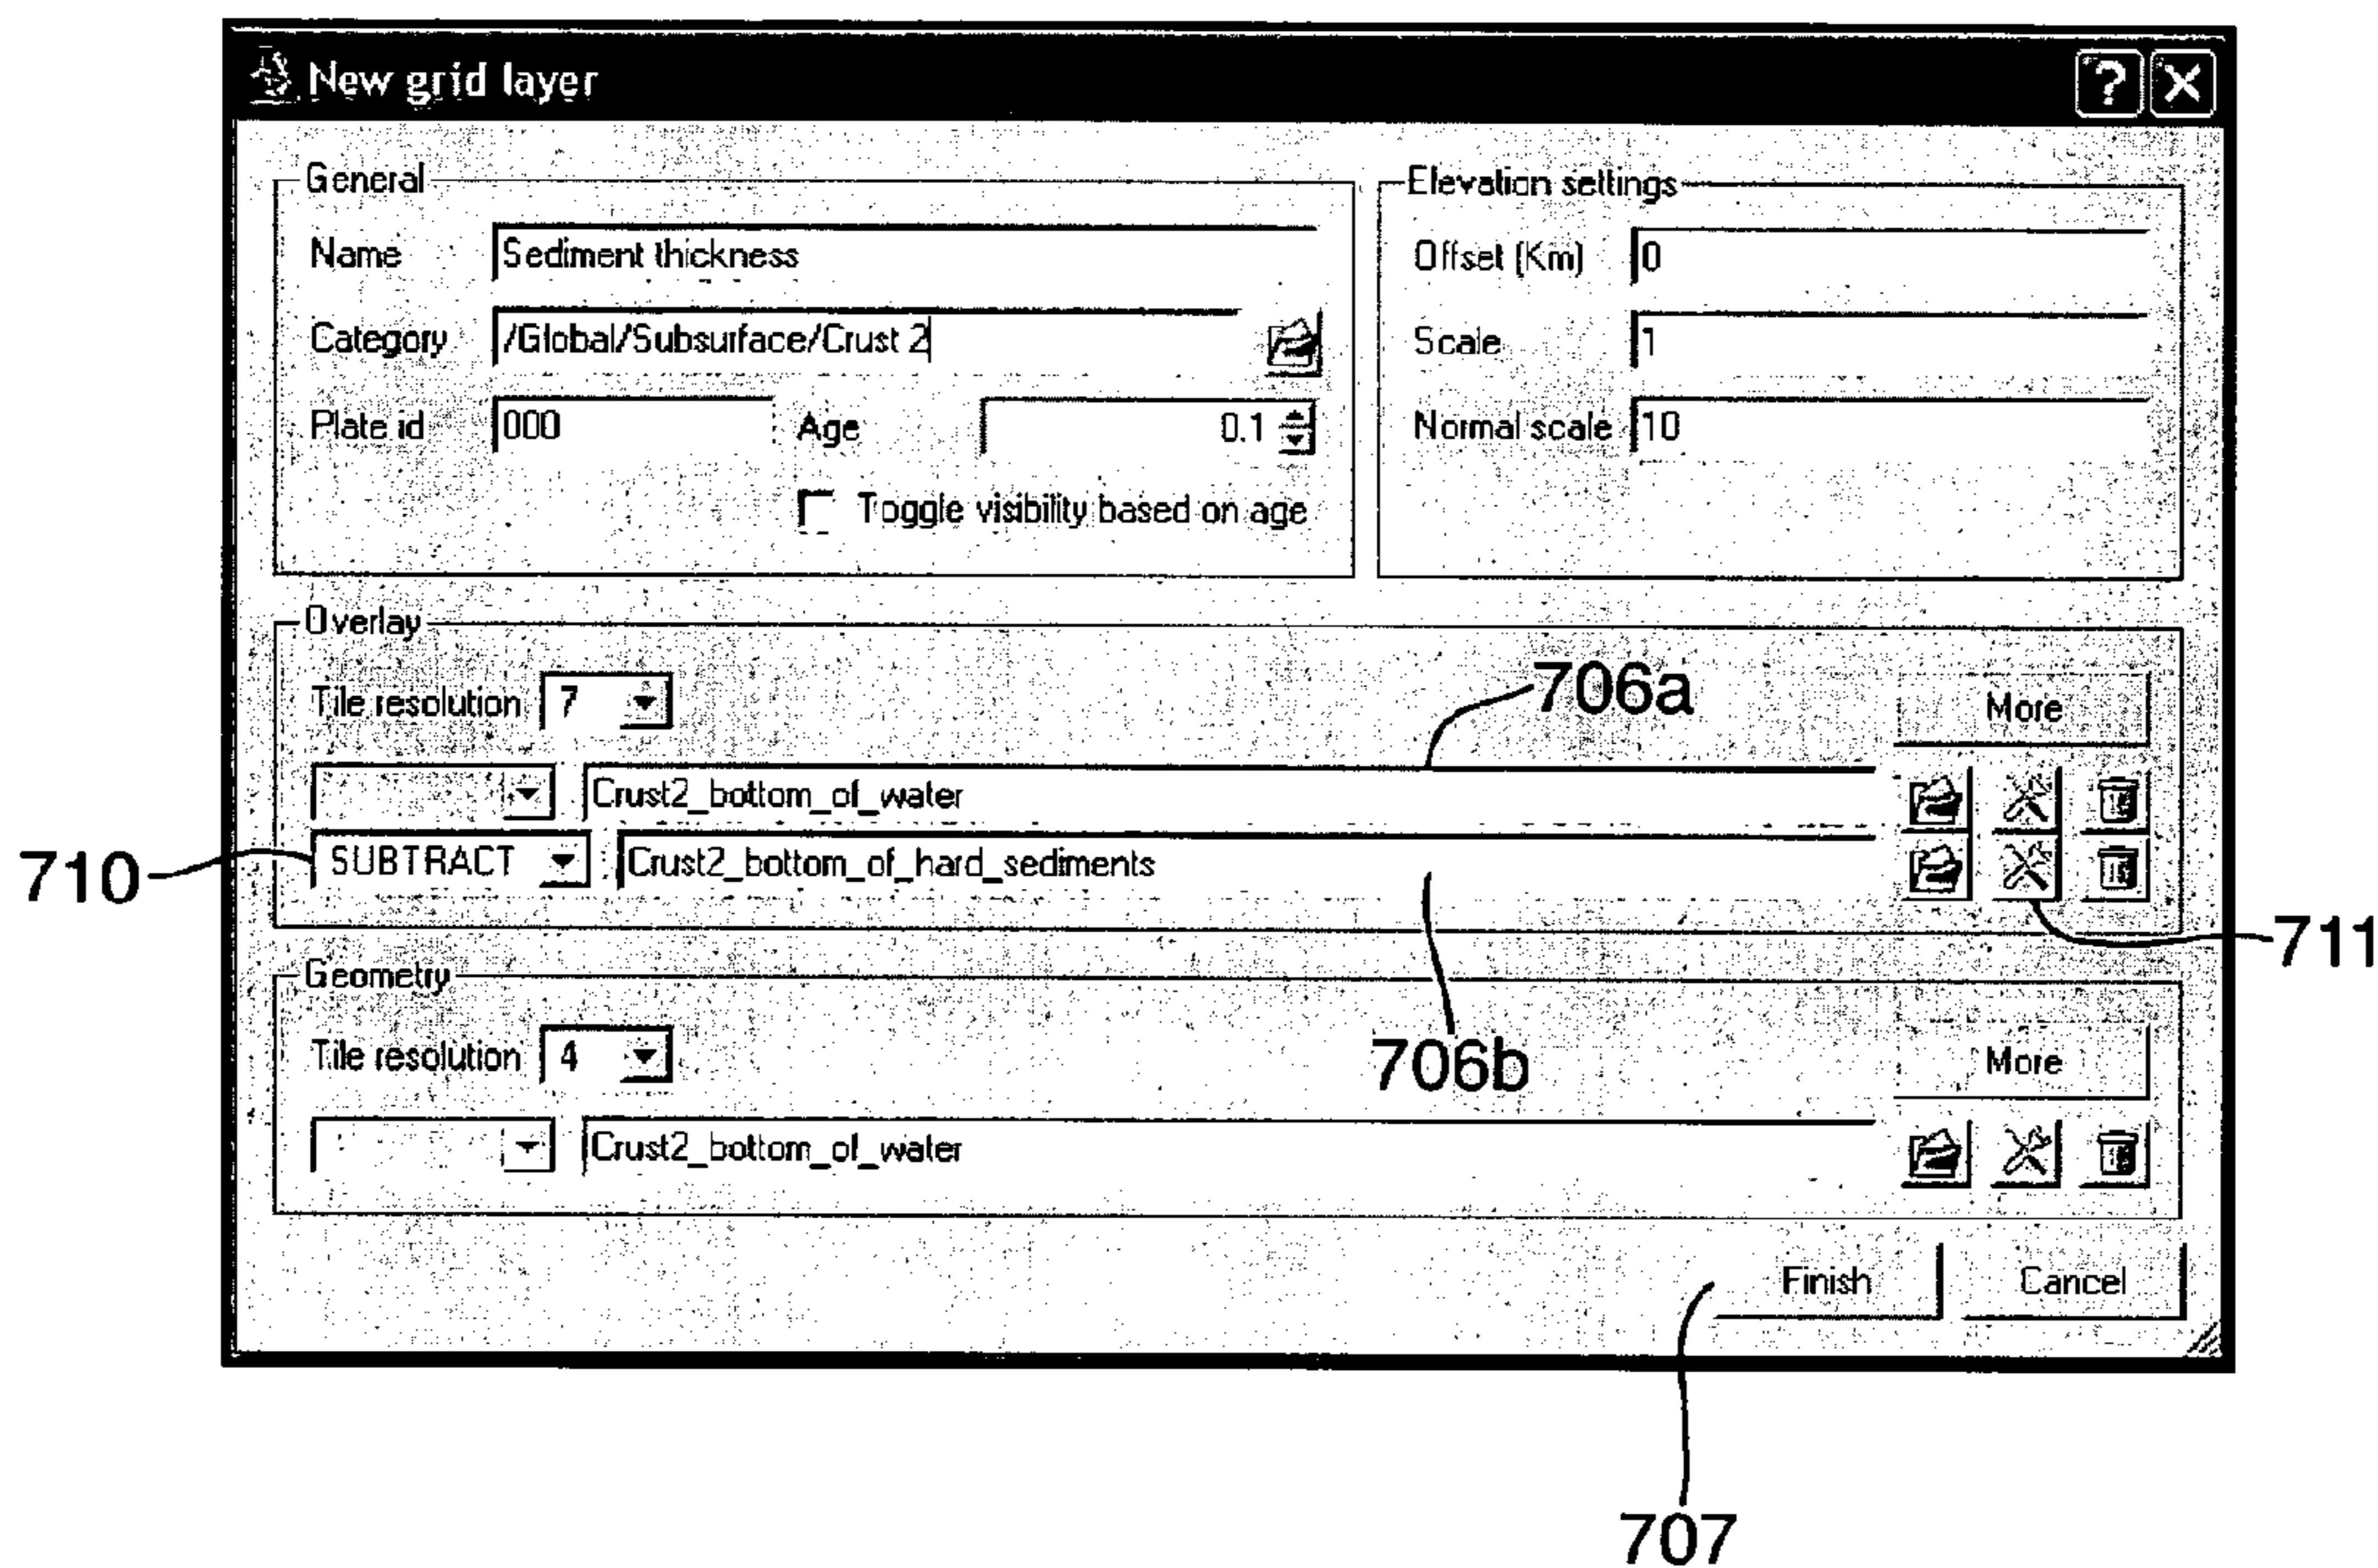 New grid layer
General
Name Sediment thickness
Category /Global/Subsurface/Crust 2
Plate id 000 Age 0.1
Toggle visibility based on age
Elevation settings
Offset (Km) 0
Scale 1
Normal scale 10
Overlay
Tile resolution 7 More
706a
Crust2_bottom_of_water
710 SUBTRACT Crust2_bottom_of_hard_sediments
711
706b
Geometry
Tile resolution 4 More
Crust2_bottom_of_water
Finish Cancel
707